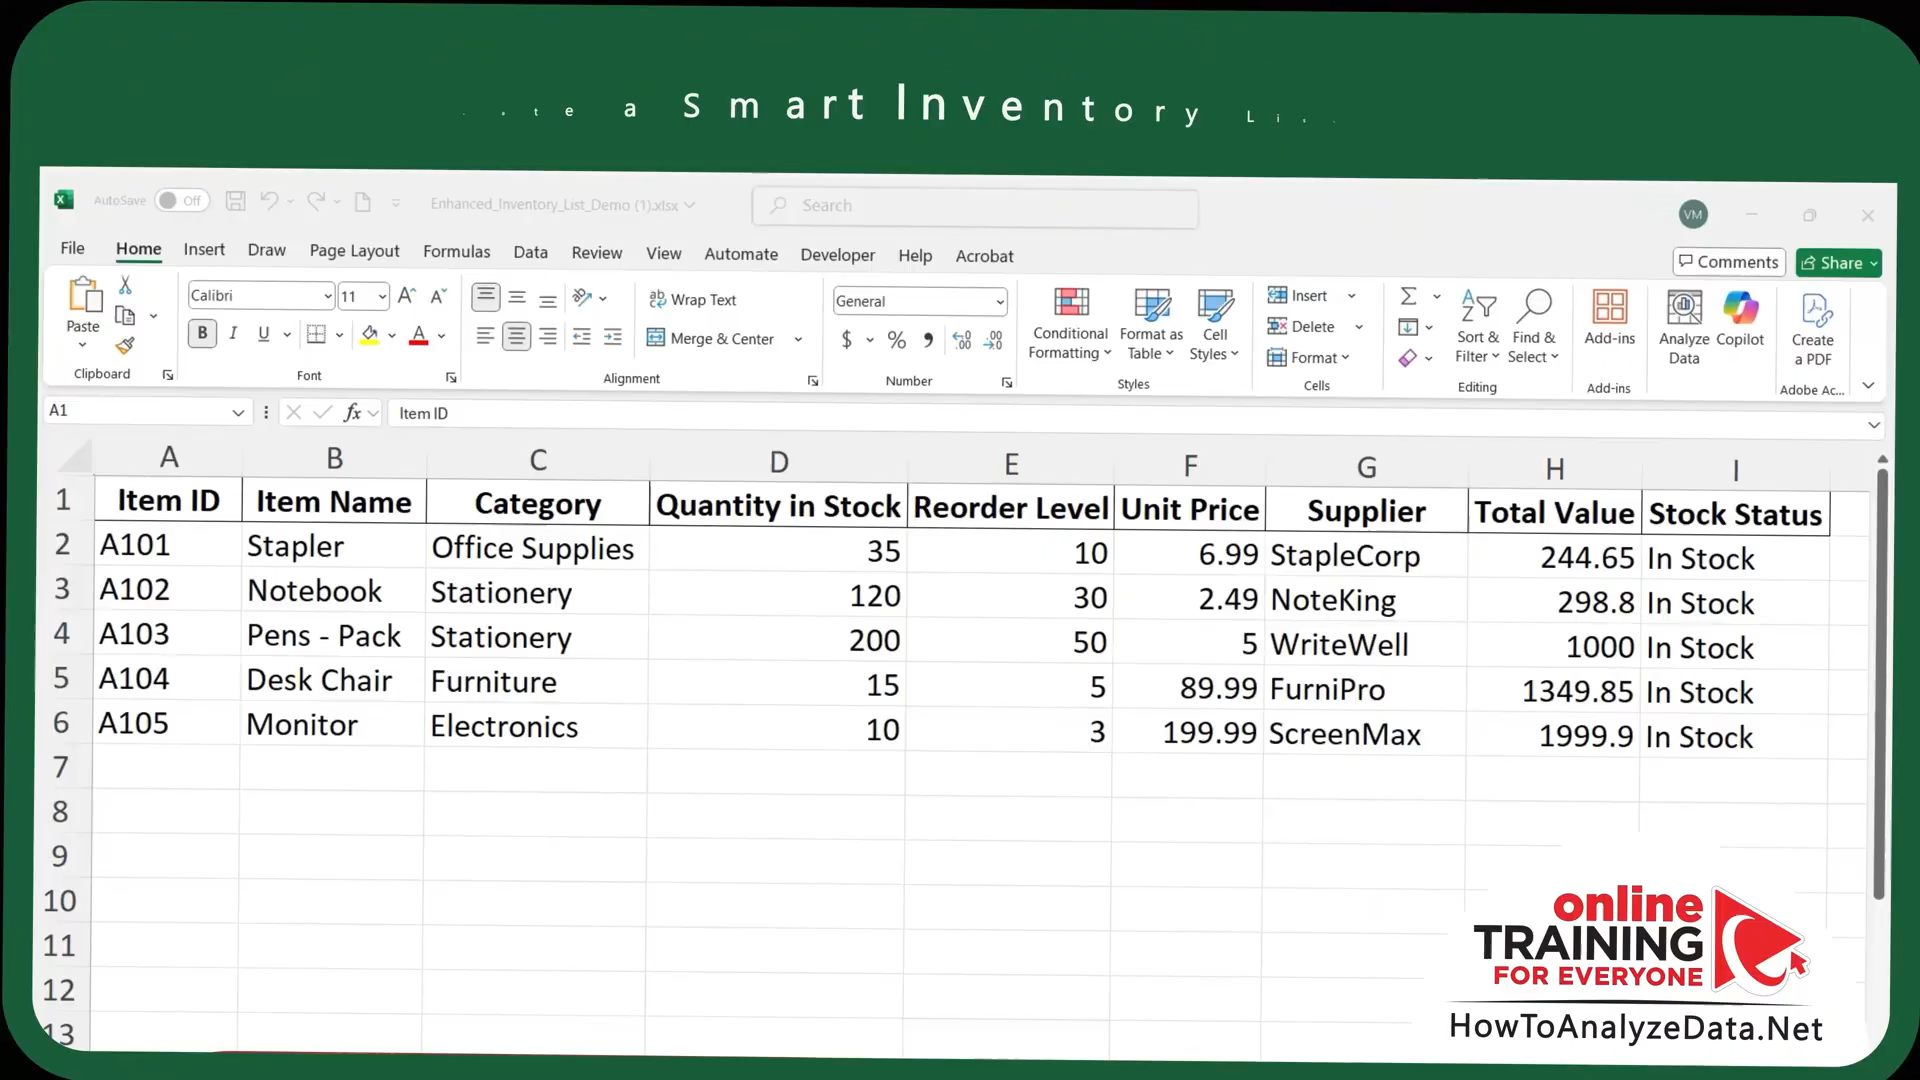 a Smart Inventory
AutoSave Off Enhanced_Inventory_List_Demo (1).xlsx Search VM
File Home Insert Draw Page Layout Formulas Data Review View Automate Developer Help Acrobat Comments Share
Paste Calibri 11 Wrap Text General Conditional Formatting Format as Table Cell Styles Insert Sort & Filter Find & Select Add-ins Analyze Data Copilot Create a PDF
B I U A Merge & Center $ % Delete
Format
Clipboard Font Alignment Number Styles Cells Editing Add-ins Adobe Ac...
A1 fx Item ID
A B C D E F G H I
1 Item ID Item Name Category Quantity in Stock Reorder Level Unit Price Supplier Total Value Stock Status
2 A101 Stapler Office Supplies 35 10 6.99 StapleCorp 244.65 In Stock
3 A102 Notebook Stationery 120 30 2.49 NoteKing 298.8 In Stock
4 A103 Pens - Pack Stationery 200 50 5 WriteWell 1000 In Stock
5 A104 Desk Chair Furniture 15 5 89.99 FurniPro 1349.85 In Stock
6 A105 Monitor Electronics 10 3 199.99 ScreenMax 1999.9 In Stock
7
8
9
10
11
12
13
online
TRAINING
FOR EVERYONE
HowToAnalyzeData.Net